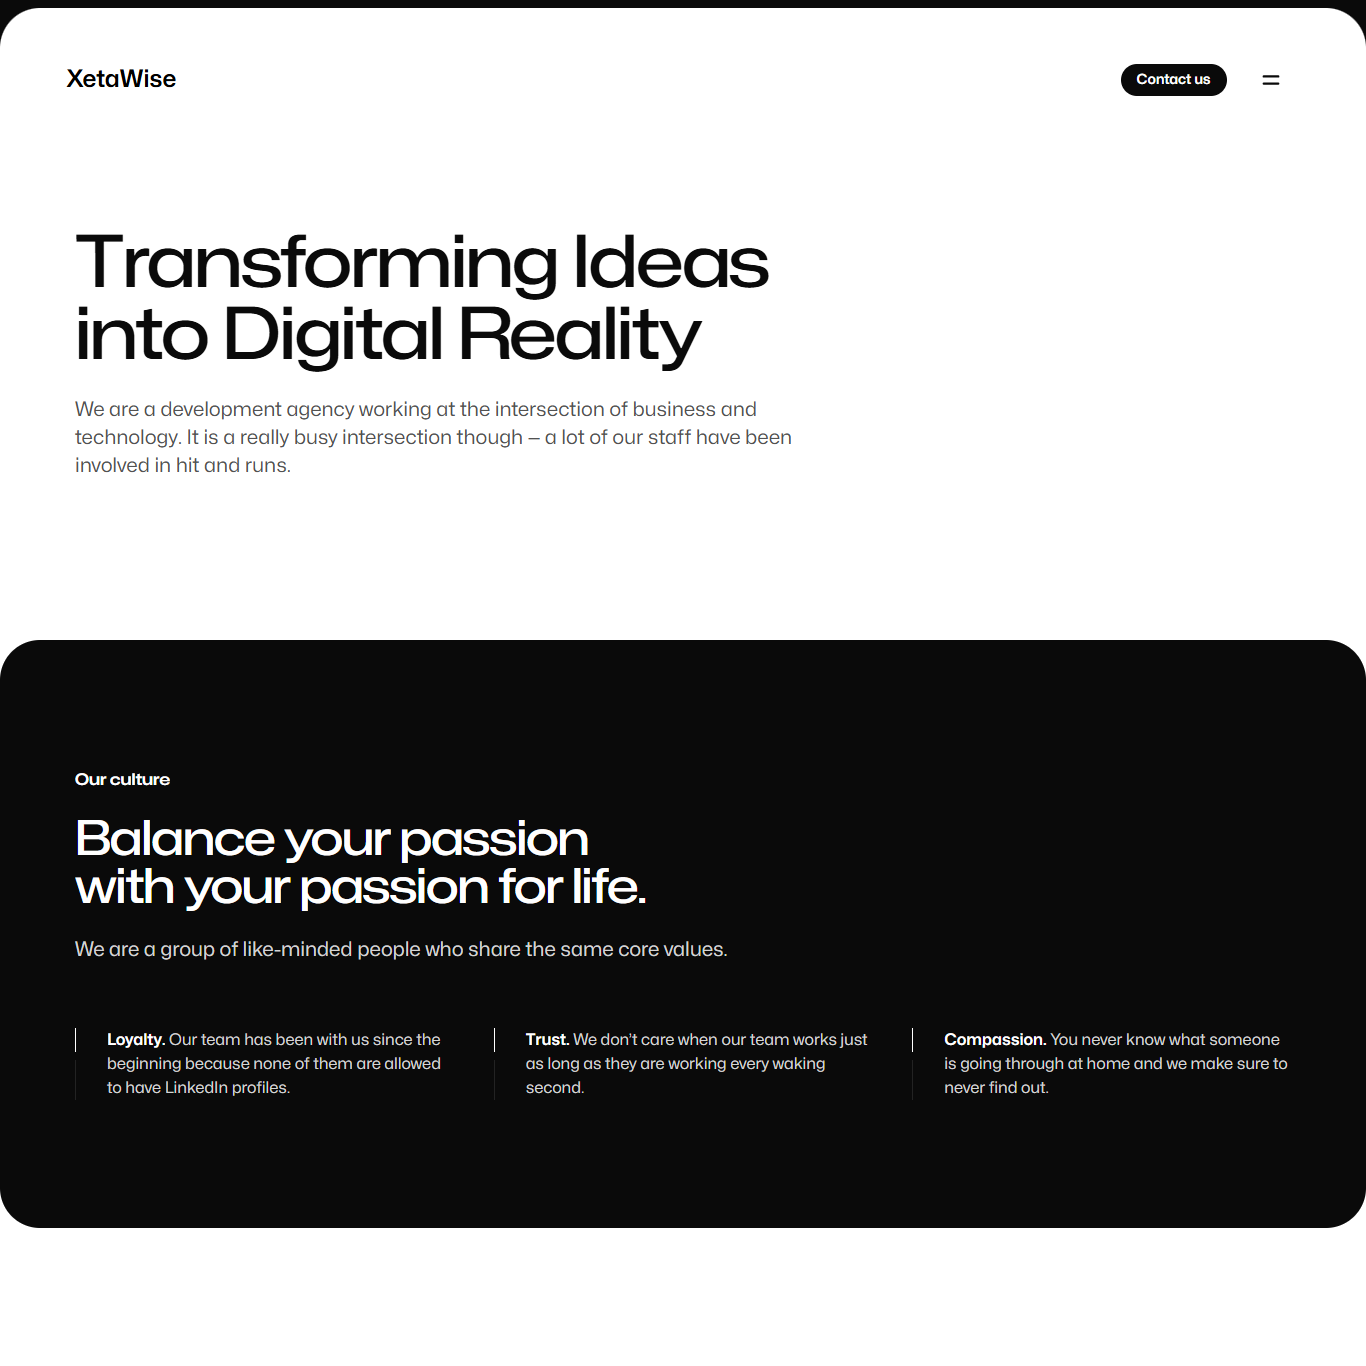 XetaWise
Contact us
Transforming Ideas
into Digital Reality
We are a development agency working at the intersection of business and
technology. It is a really busy intersection though — a lot of our staff have been
involved in hit and runs.
Our culture
Balance your passion
with your passion for life.
We are a group of like-minded people who share the same core values.
Loyalty. Our team has been with us since the
beginning because none of them are allowed
to have LinkedIn profiles.
Trust. We don’t care when our team works just
as long as they are working every waking
second.
Compassion. You never know what someone
is going through at home and we make sure to
never find out.